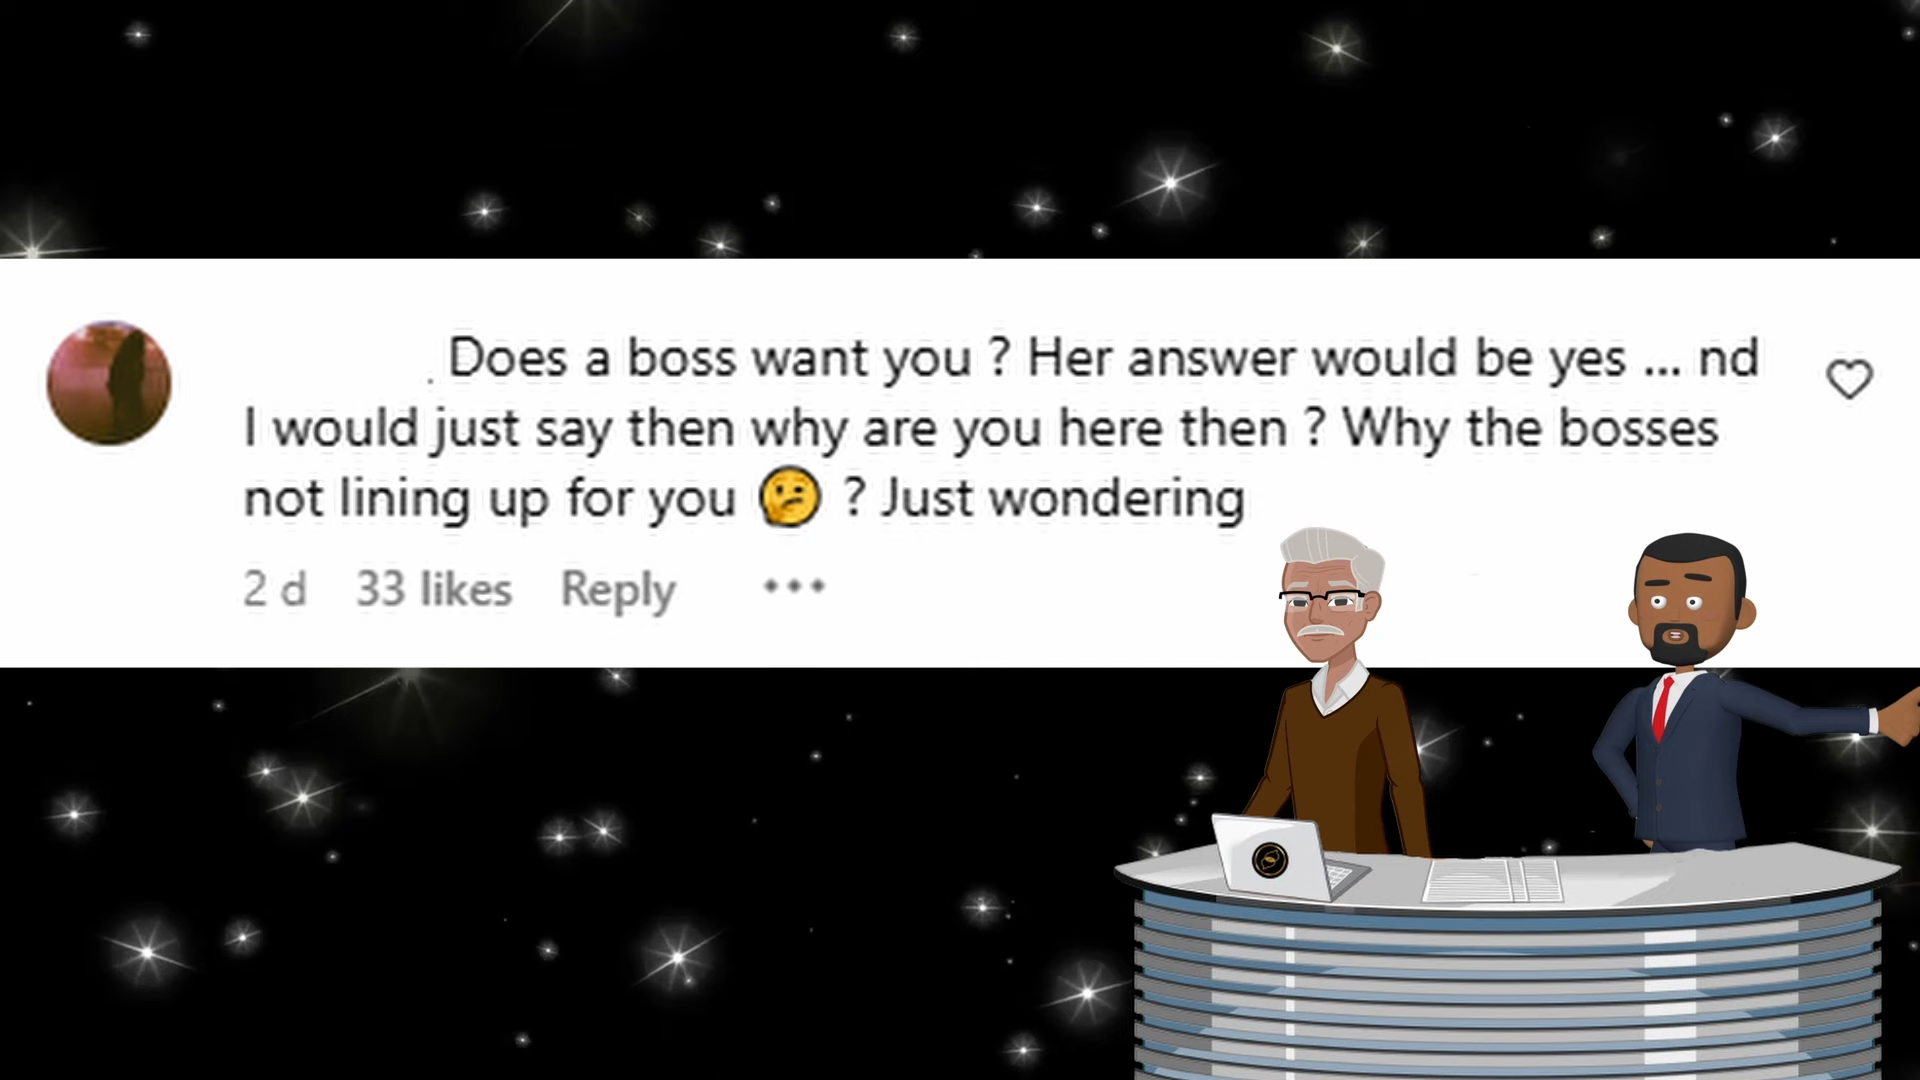 Does a boss want you ? Her answer would be yes ... nd
I would just say then why are you here then ? Why the bosses
not lining up for you 🤔 ? Just wondering
2 d 33 likes Reply •••